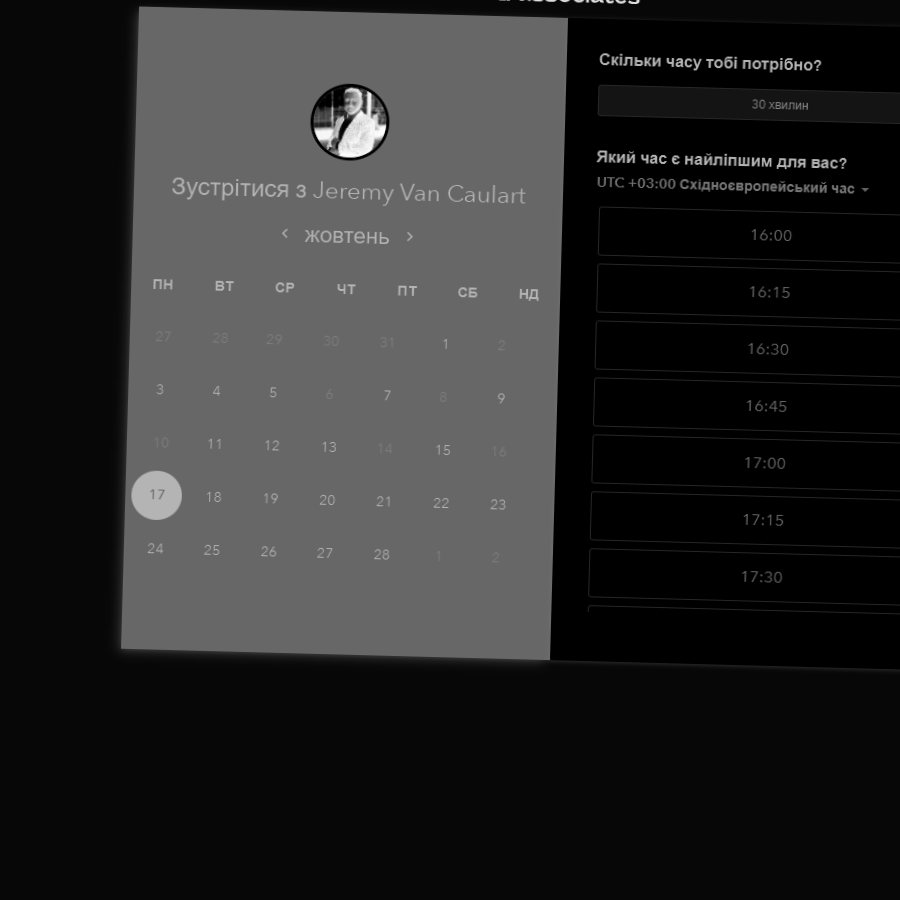 associates
Зустрітися з Jeremy Van Caulart
жовтень
ПН ВТ СР ЧТ ПТ СБ НД
27 28 29 30 31 1 2
3 4 5 6 7 8 9
10 11 12 13 14 15 16
17 18 19 20 21 22 23
24 25 26 27 28 1 2
Скільки часу тобі потрібно?
30 хвилин
Який час є найліпшим для вас?
UTC +03:00 Східноєвропейський час
16:00
16:15
16:30
16:45
17:00
17:15
17:30